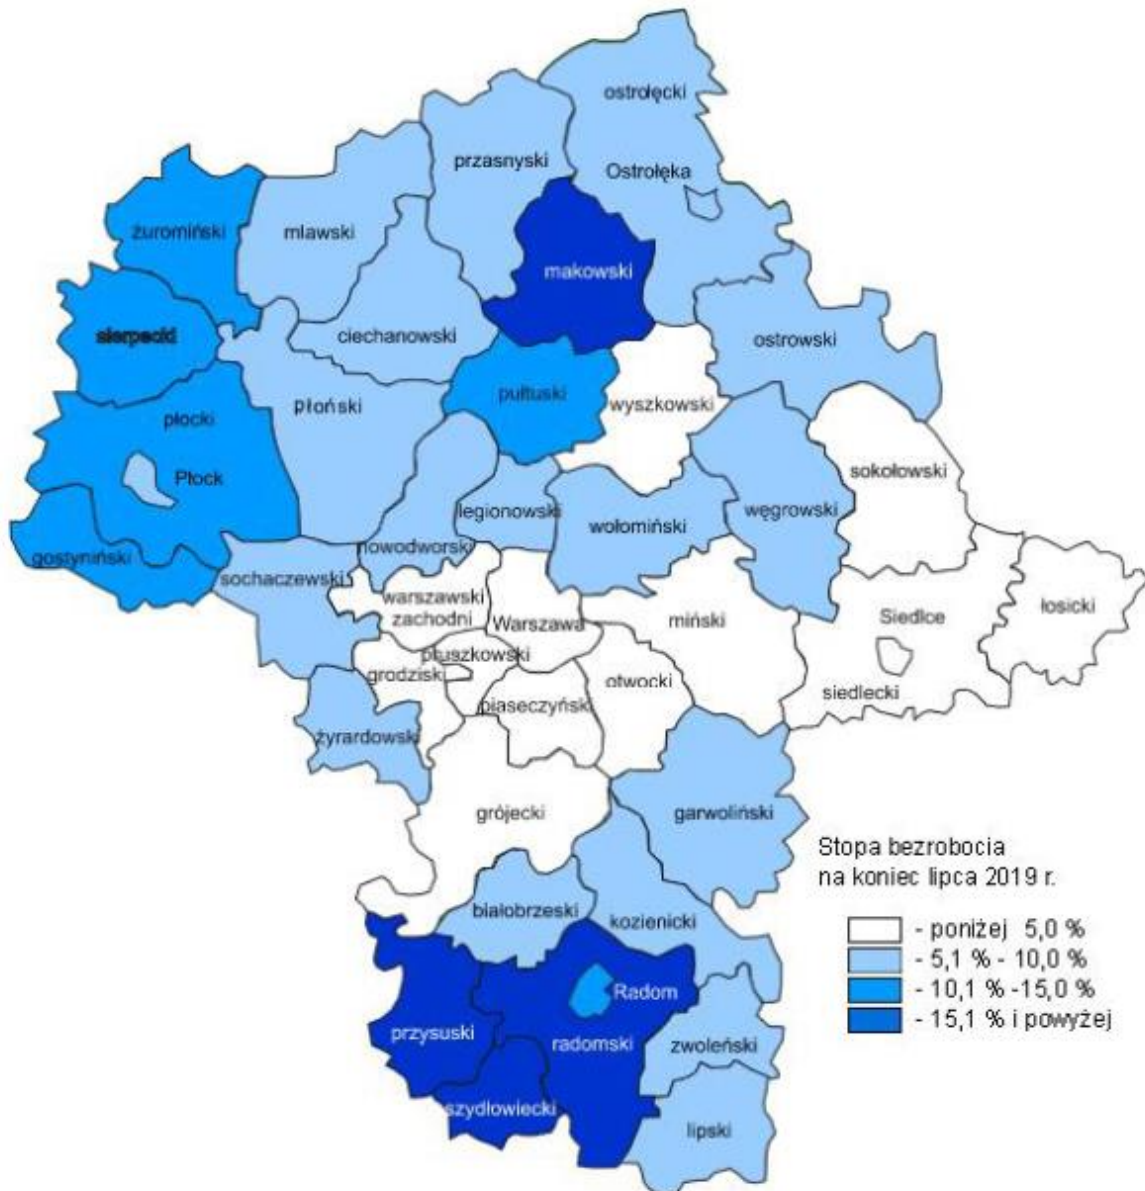 ostrołęcki
przasnyski
Ostrołęka
żuromiński
mlawski
makowski
sierpecki
ciechanowski
ostrowski
pułtuski
wyszkowski
płoński
płocki
sokołowski
Płock
legionowski
wołomiński
węgrowski
nowodworski
gostyniński
sochaczewski
warszawski
zachodni
Warszawa
miński
Siedlce
łosicki
pruszkowski
grodziski
otwocki
siedlecki
piaseczyński
żyrardowski
grójecki
garwoliński
białobrzeski
kozienicki
Radom
przysuski
radomski
zwoleński
szydłowiecki
lipski
Stopa bezrobocia
na koniec lipca 2019 r.
- poniżej 5,0 %
- 5,1 % - 10,0 %
- 10,1 % -15,0 %
- 15,1 % i powyżej